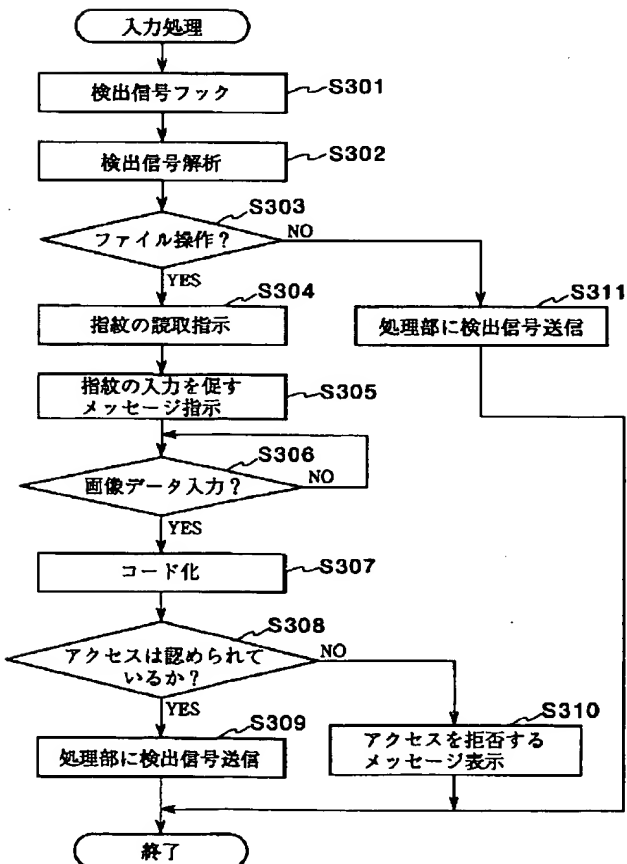 入力処理
検出信号フック
S301
検出信号解析
S302
S303
ファイル操作?
NO
YES
S304
指紋の読取指示
S311
処理部に検出信号送信
指紋の入力を促す
メッセージ指示
S305
S306
画像データ入力?
NO
YES
コード化
S307
S308
アクセスは認められて
いるか?
NO
YES
S309
処理部に検出信号送信
S310
アクセスを拒否する
メッセージ表示
終了